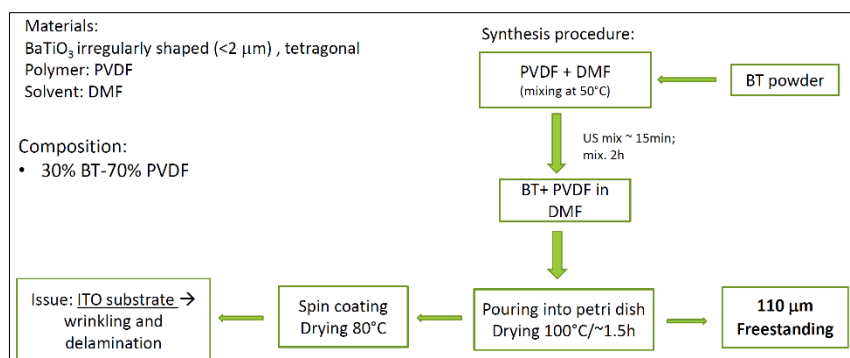 Materials:
BaTiO₃ irregularly shaped (<2 μm) , tetragonal
Polymer: PVDF
Solvent: DMF
Composition:
• 30% BT-70% PVDF
Synthesis procedure:
PVDF + DMF
(mixing at 50°C)
BT powder
US mix ~ 15min;
mix. 2h
BT+ PVDF in
DMF
Pouring into petri dish
Drying 100°C/~1.5h
110 μm
Freestanding
Spin coating
Drying 80°C
Issue: ITO substrate →
wrinkling and
delamination